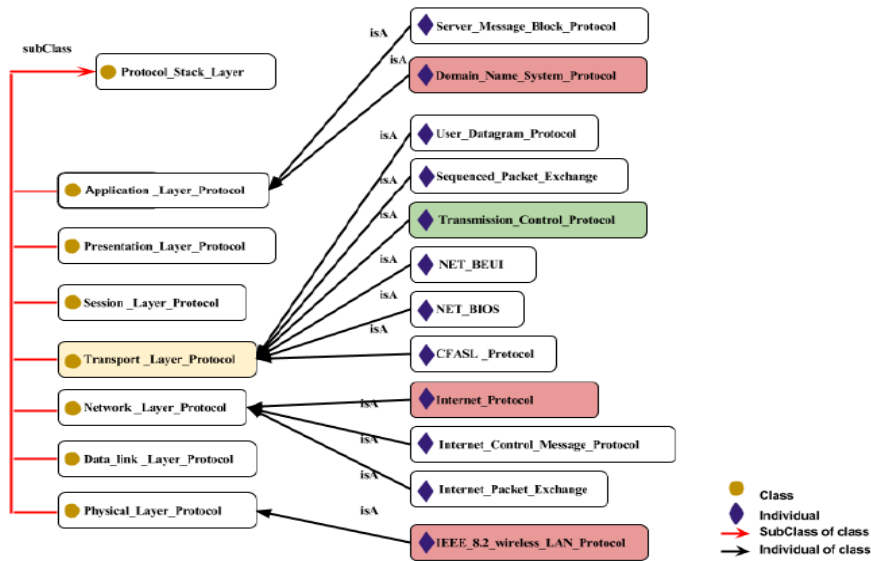 subClass
Protocol_Stack_Layer
Application _Layer_Protocol
Presentation_Layer_Protocol
Session _Layer_Protocol
Transport _Layer_Protocol
Network _Layer_Protocol
Data_link _Layer_Protocol
Physical_Layer_Protocol
isA
Server_Message_Block_Protocol
isA
Domain_Name_System_Protocol
isA
User_Datagram_Protocol
isA
Sequenced_Packet_Exchange
isA
Transmission_Control_Protocol
isA
NET_BEUI
isA
NET_BIOS
isA
CFASL _Protocol
isA
Internet_Protocol
isA
Internet_Control_Message_Protocol
isA
Internet_Packet_Exchange
isA
IEEE_8.2_wireless_LAN_Protocol
Class
Individual
SubClass of class
Individual of class